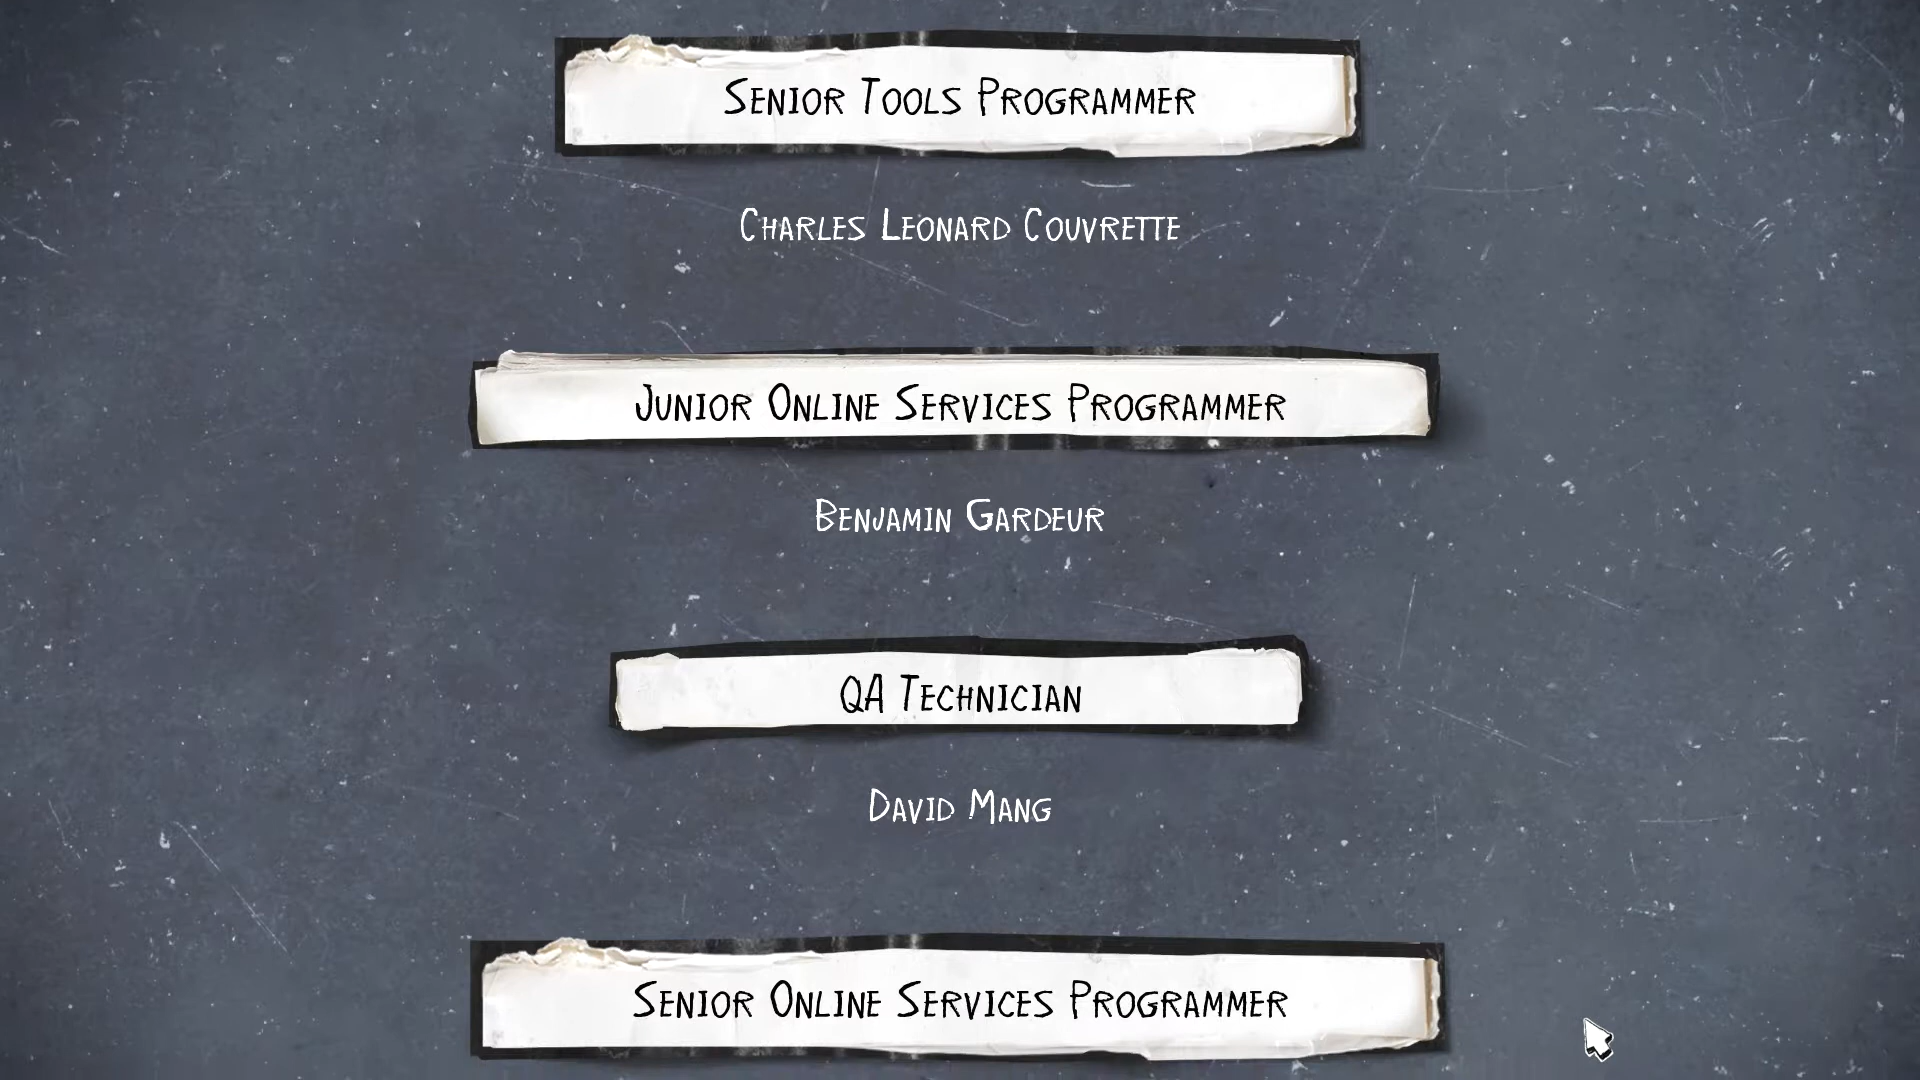 Senior Tools Programmer
Charles Leonard Couvrette
Junior Online Services Programmer
Benjamin Gardeur
QA Technician
David Mang
Senior Online Services Programmer